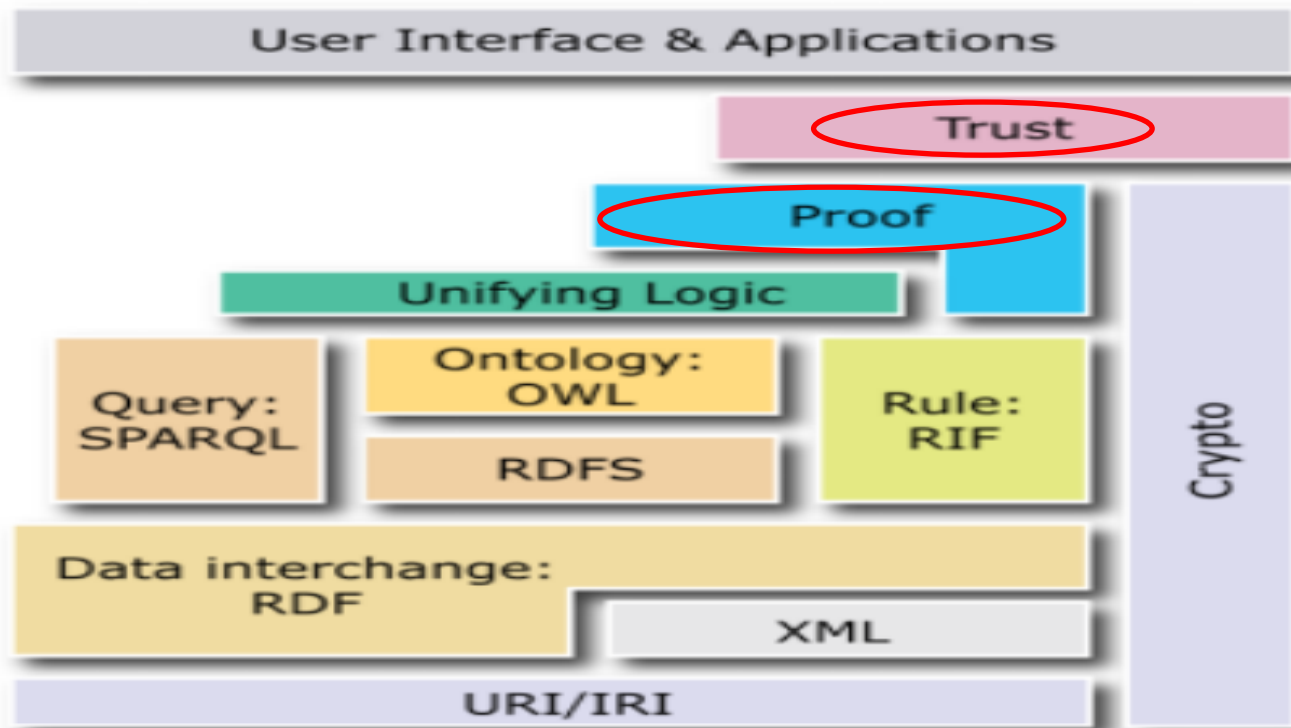 User Interface & Applications
Trust
Proof
Unifying Logic
Query:
SPARQL
Ontology:
OWL
RDFS
Rule:
RIF
Crypto
Data interchange:
RDF
XML
URI/IRI